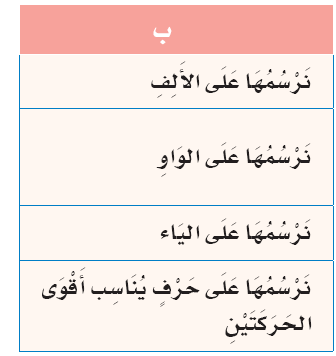 ب
نَرْسُمُهَا عَلَى الأَلِفِ
نَرْسُمُهَا عَلَى الوَاوِ
نَرْسُمُهَا عَلَى اليَاء
نَرْسُمُهَا عَلَى حَرْفٍ يُنَاسِب أَقْوَى
الحَرَكَتَيْنِ